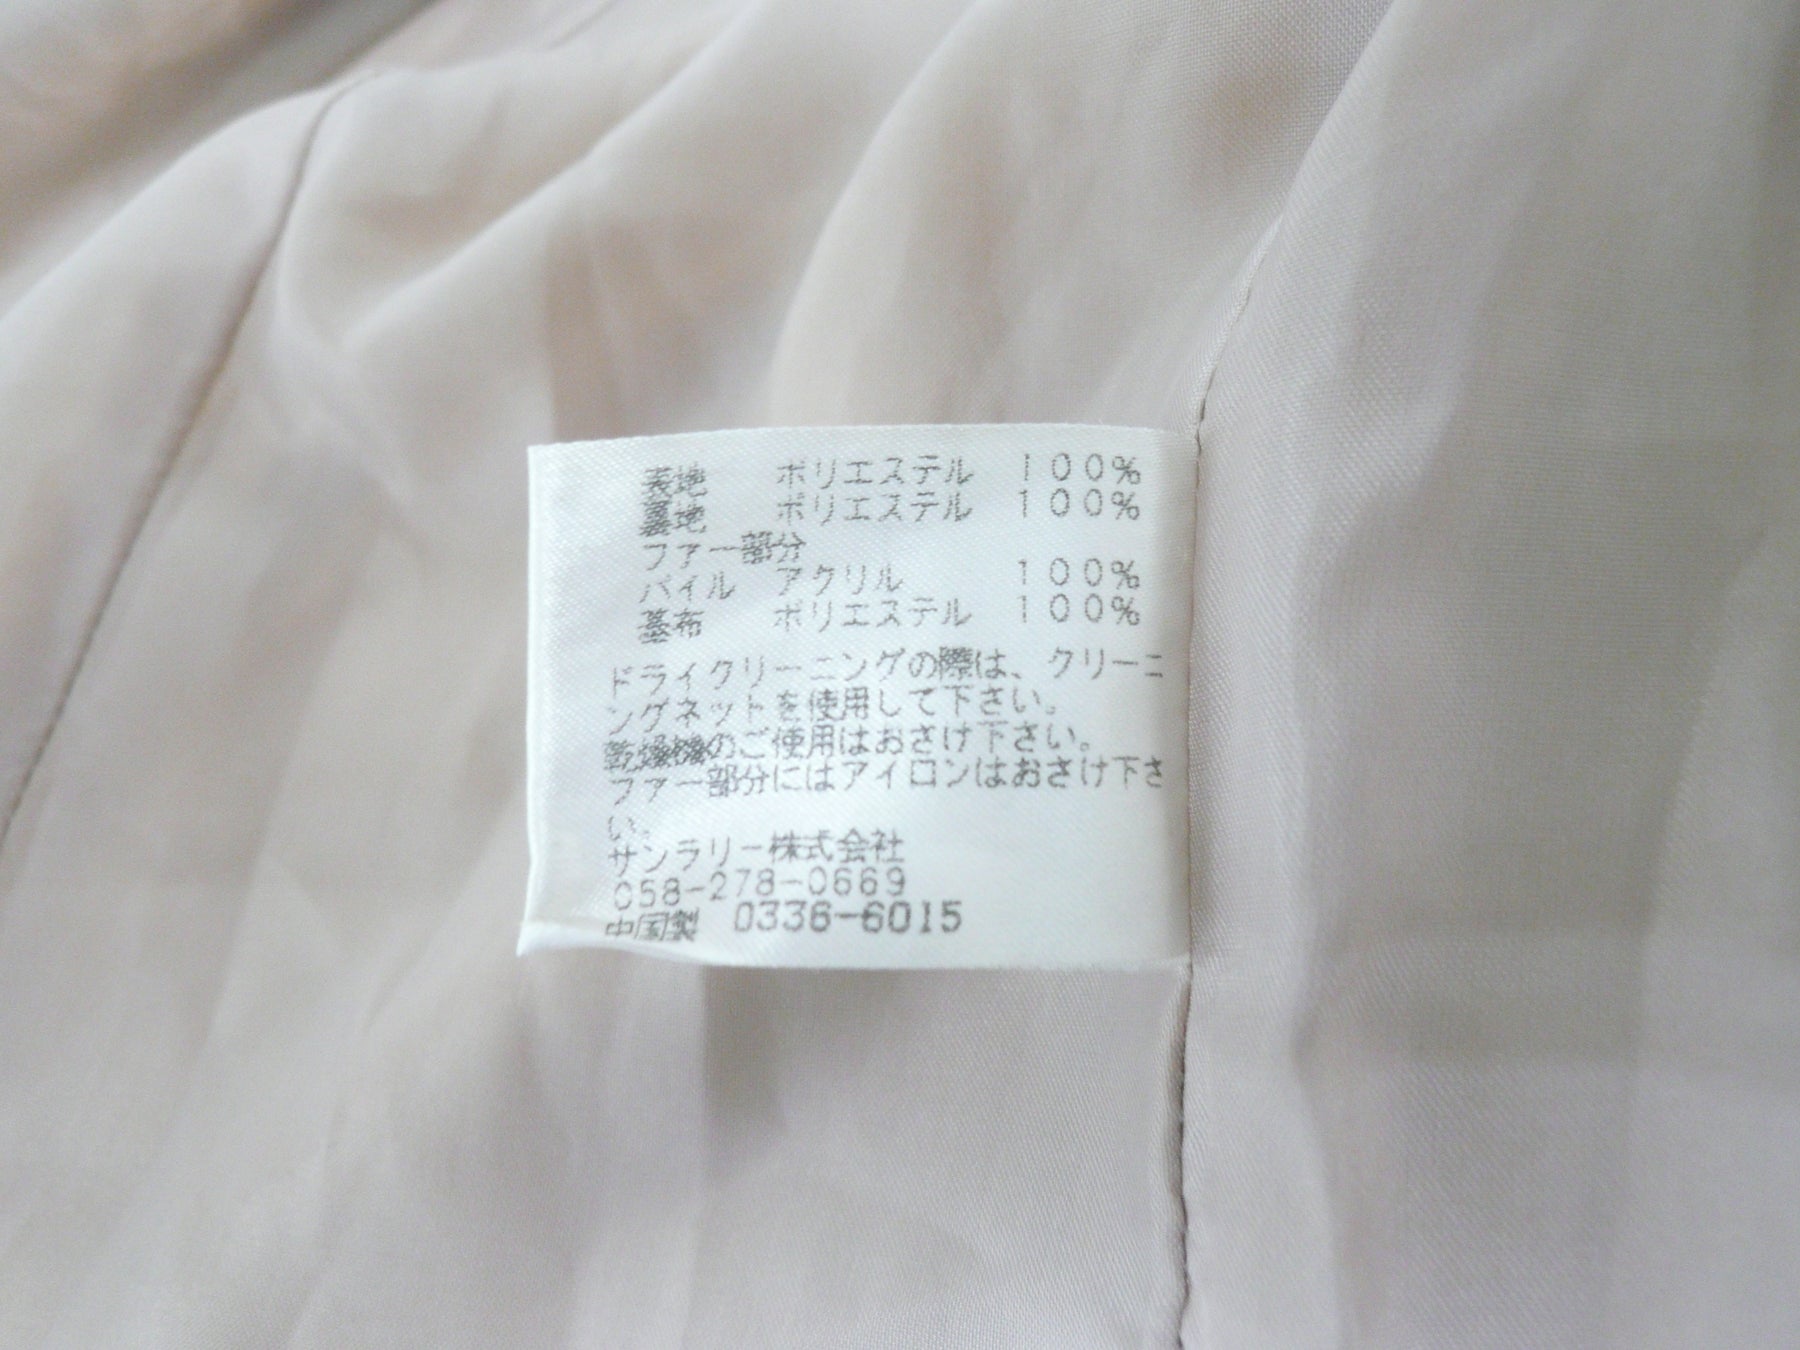 表地 ポリエステル 100%
裏地 ポリエステル 100%
ファー部分
パイル アクリル 100%
基布 ポリエステル 100%
ドライクリーニングの際は、クリーニ
ングネットを使用して下さい。
乾燥機のご使用はおさけ下さい。
ファー部分にはアイロンはおさけ下さ
い。
サンラリー株式会社
058-278-0669
中国製 0336-6015